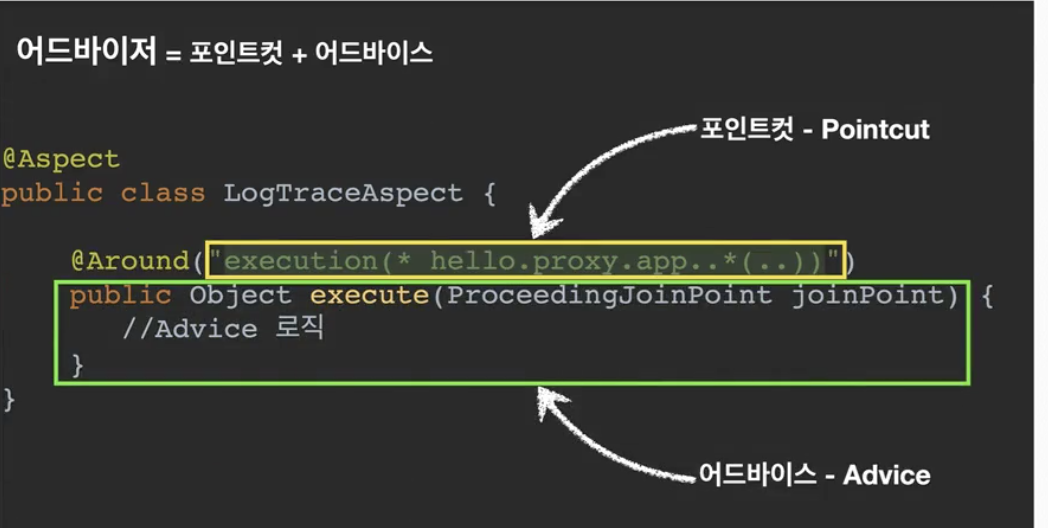 어드바이저 = 포인트컷 + 어드바이스
포인트컷 - Pointcut
@Aspect
public class LogTraceAspect {
@Around("execution(* hello.proxy.app..*(..))")
public Object execute(ProceedingJoinPoint joinPoint) {
//Advice 로직
}
}
어드바이스 - Advice